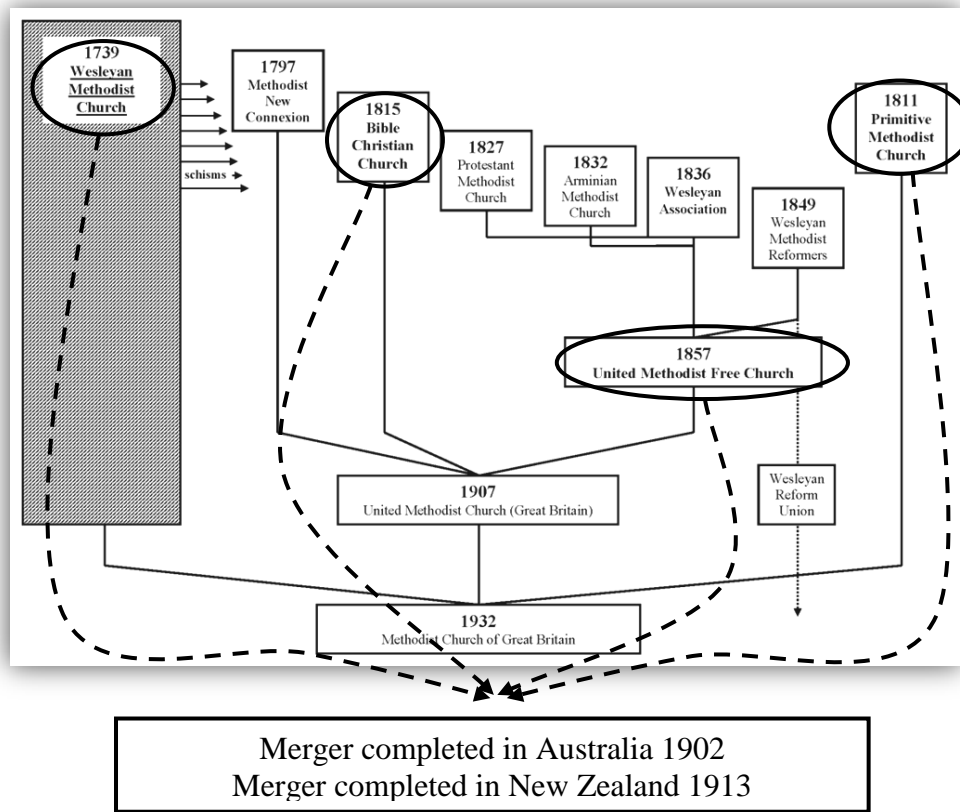 1739
Wesleyan
Methodist
Church
schisms
1797
Methodist
New
Connexion
1815
Bible
Christian
Church
1827
Protestant
Methodist
Church
1832
Arminian
Methodist
Church
1836
Wesleyan
Association
1849
Wesleyan
Methodist
Reformers
1811
Primitive
Methodist
Church
1857
United Methodist Free Church
1907
United Methodist Church (Great Britain)
Wesleyan
Reform
Union
1932
Methodist Church of Great Britain
Merger completed in Australia 1902
Merger completed in New Zealand 1913